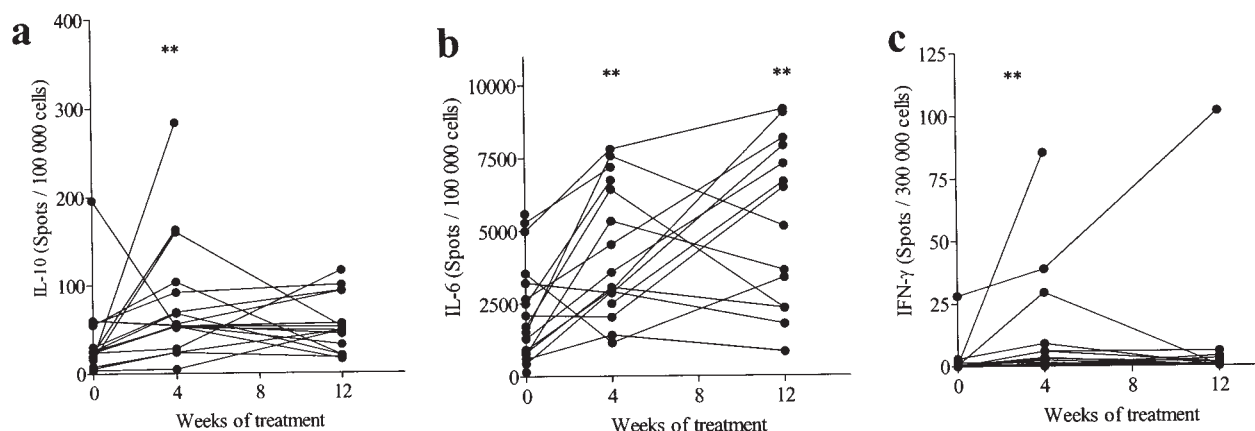 a
**
IL-10 (Spots / 100 000 cells)
400
300
200
100
0
0 4 8 12
Weeks of treatment
b
** **
IL-6 (Spots / 100 000 cells)
10000
7500
5000
2500
0
0 4 8 12
Weeks of treatment
c
**
IFN-γ (Spots / 300 000 cells)
125
100
75
50
25
0
0 4 8 12
Weeks of treatment